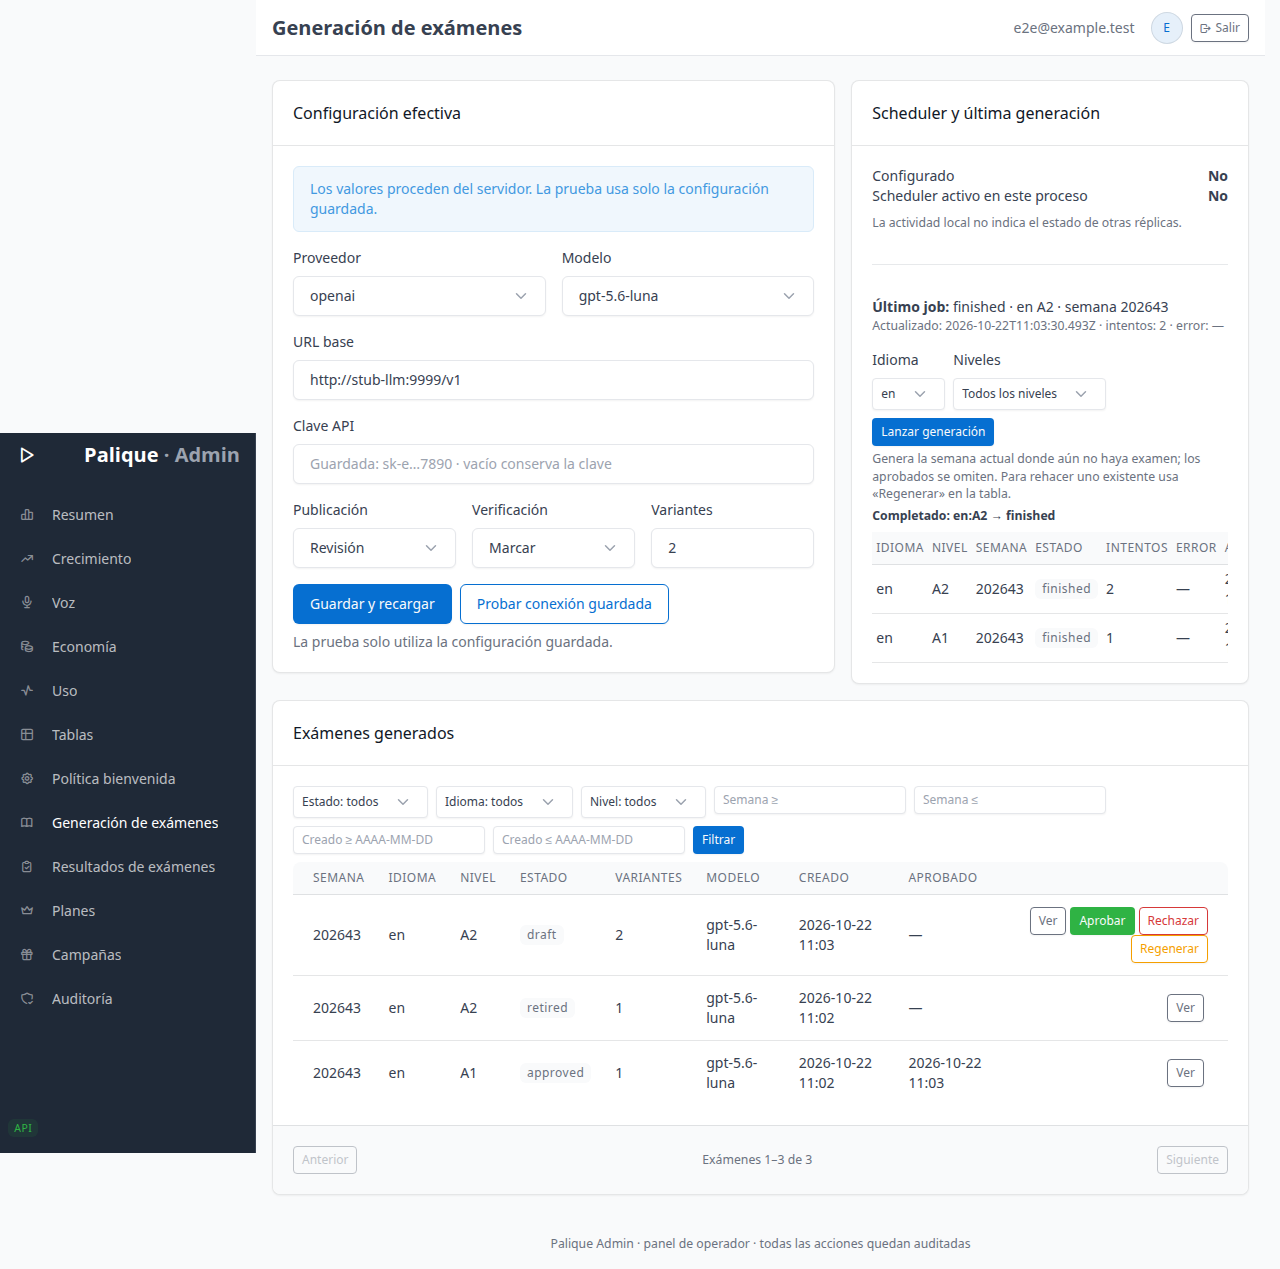 Generación de exámenes
e2e@example.test
E
Salir
Palique · Admin
Resumen
Crecimiento
Voz
Economía
Uso
Tablas
Política bienvenida
Generación de exámenes
Resultados de exámenes
Planes
Campañas
Auditoría
API
Configuración efectiva
Los valores proceden del servidor. La prueba usa solo la configuración
guardada.
Proveedor Modelo
openai gpt-5.6-luna
URL base
http://stub-llm:9999/v1
Clave API
Guardada: sk-e...7890 · vacío conserva la clave
Publicación Verificación Variantes
Revisión Marcar 2
Guardar y recargar Probar conexión guardada
La prueba solo utiliza la configuración guardada.
Scheduler y última generación
Configurado No
Scheduler activo en este proceso No
La actividad local no indica el estado de otras réplicas.
Último job: finished · en A2 · semana 202643
Actualizado: 2026-10-22T11:03:30.493Z · intentos: 2 · error: —
Idioma Niveles
en Todos los niveles
Lanzar generación
Genera la semana actual donde aún no haya examen; los
aprobados se omiten. Para rehacer uno existente usa
«Regenerar» en la tabla.
Completado: en:A2 → finished
IDIOMA NIVEL SEMANA ESTADO INTENTOS ERROR
en A2 202643 finished 2 —
en A1 202643 finished 1 —
Exámenes generados
Estado: todos Idioma: todos Nivel: todos Semana ≥ Semana ≤
Creado ≥ AAAA-MM-DD Creado ≤ AAAA-MM-DD Filtrar
SEMANA IDIOMA NIVEL ESTADO VARIANTES MODELO CREADO APROBADO
202643 en A2 draft 2 gpt-5.6-luna 2026-10-22 11:03 — Ver Aprobar Rechazar
Regenerar
202643 en A2 retired 1 gpt-5.6-luna 2026-10-22 11:02 — Ver
202643 en A1 approved 1 gpt-5.6-luna 2026-10-22 11:02 2026-10-22 11:03 Ver
Anterior Exámenes 1–3 de 3 Siguiente
Palique Admin · panel de operador · todas las acciones quedan auditadas